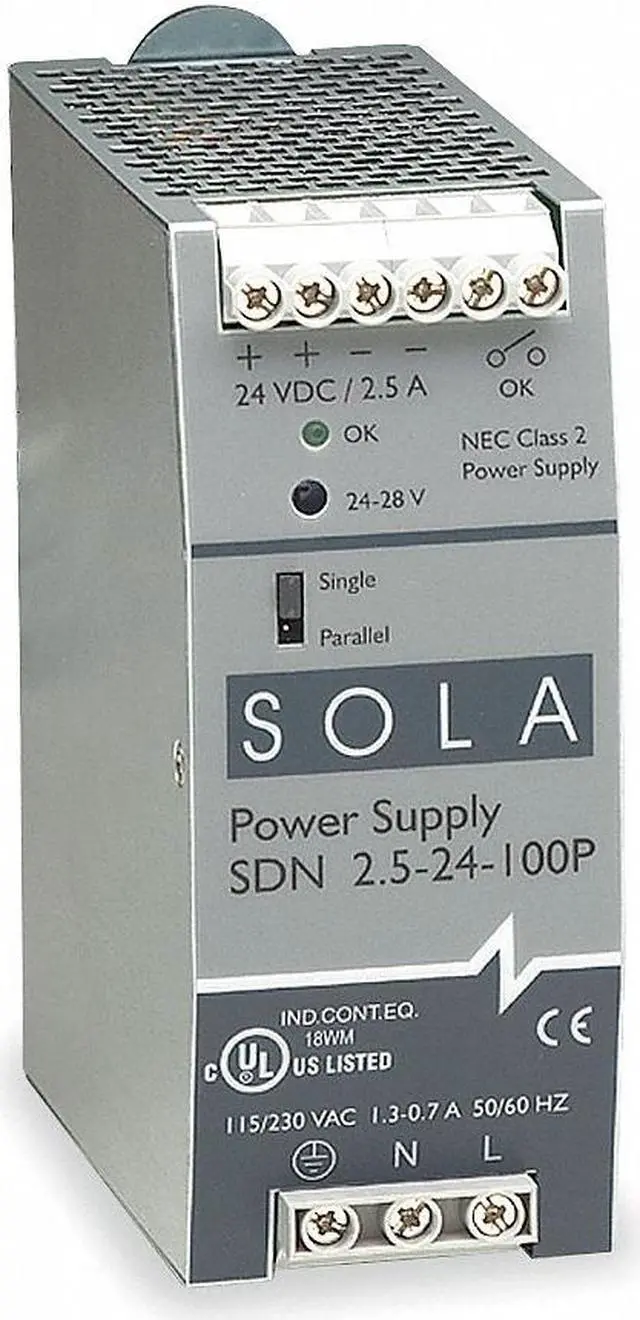 + + − −
24 VDC / 2.5 A
OK
OK
NEC Class 2
Power Supply
24-28 V
Single
Parallel
SOLA
Power Supply
SDN 2.5-24-100P
IND.CONT.EQ.
18WM
C UL US LISTED
CE
115/230 VAC 1.3-0.7 A 50/60 HZ
N L